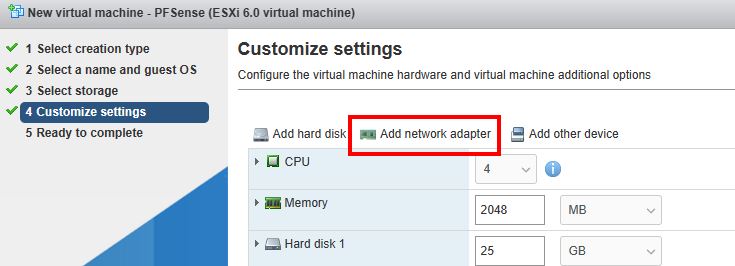 New virtual machine - PFSense (ESXi 6.0 virtual machine)
1 Select creation type
2 Select a name and guest OS
3 Select storage
4 Customize settings
5 Ready to complete
Customize settings
Configure the virtual machine hardware and virtual machine additional options
Add hard disk Add network adapter Add other device
CPU 4
Memory 2048 MB
Hard disk 1 25 GB